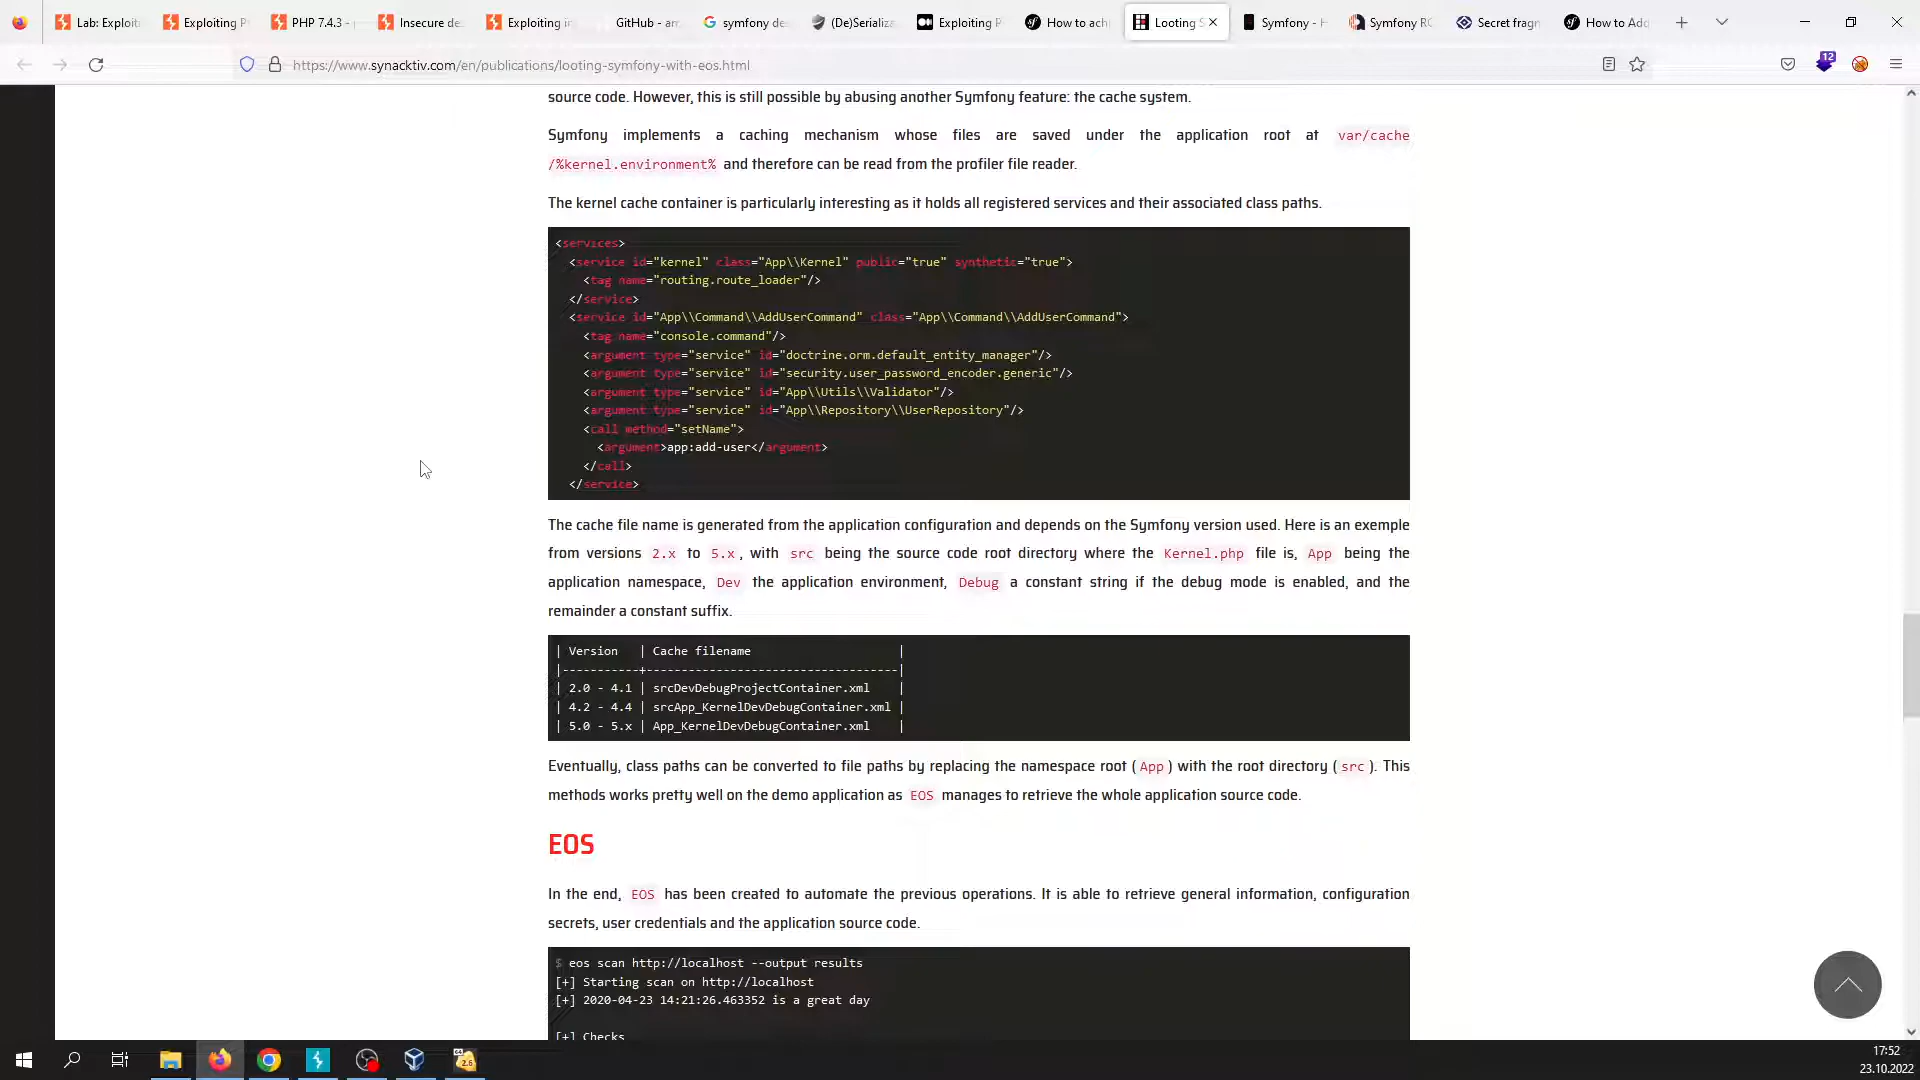 Lab: Exploit
Exploiting P
PHP 7.4.3 -
Insecure de
Exploiting in
GitHub - am
symfony de
(De)Serializa
Exploiting P
How to ach
Looting S
Symfony - H
Symfony RC
Secret fragn
How to Add
https://www.synacktiv.com/en/publications/looting-symfony-with-eos.html
12
source code. However, this is still possible by abusing another Symfony feature: the cache system.
Symfony implements a caching mechanism whose files are saved under the application root at var/cache
/%kernel.environment% and therefore can be read from the profiler file reader.
The kernel cache container is particularly interesting as it holds all registered services and their associated class paths.
<services>
<service id="kernel" class="App\\Kernel" public="true" synthetic="true">
<tag name="routing.route_loader"/>
</service>
<service id="App\\Command\\AddUserCommand" class="App\\Command\\AddUserCommand">
<tag name="console.command"/>
<argument type="service" id="doctrine.orm.default_entity_manager"/>
<argument type="service" id="security.user_password_encoder.generic"/>
<argument type="service" id="App\\Utils\\Validator"/>
<argument type="service" id="App\\Repository\\UserRepository"/>
<call method="setName">
<argument>app:add-user</argument>
</call>
</service>
The cache file name is generated from the application configuration and depends on the Symfony version used. Here is an exemple
from versions 2.x to 5.x, with src being the source code root directory where the Kernel.php file is, App being the
application namespace, Dev the application environment, Debug a constant string if the debug mode is enabled, and the
remainder a constant suffix.
| Version | Cache filename |
|-----------+------------------------------------|
| 2.0 - 4.1 | srcDevDebugProjectContainer.xml |
| 4.2 - 4.4 | srcApp_KernelDevDebugContainer.xml |
| 5.0 - 5.x | App_KernelDevDebugContainer.xml |
Eventually, class paths can be converted to file paths by replacing the namespace root (App) with the root directory (src). This
methods works pretty well on the demo application as EOS manages to retrieve the whole application source code.
EOS
In the end, EOS has been created to automate the previous operations. It is able to retrieve general information, configuration
secrets, user credentials and the application source code.
$ eos scan http://localhost --output results
[+] Starting scan on http://localhost
[+] 2020-04-23 14:21:26.463352 is a great day
[+] Checks
64
2.6
17:52
23.10.2022